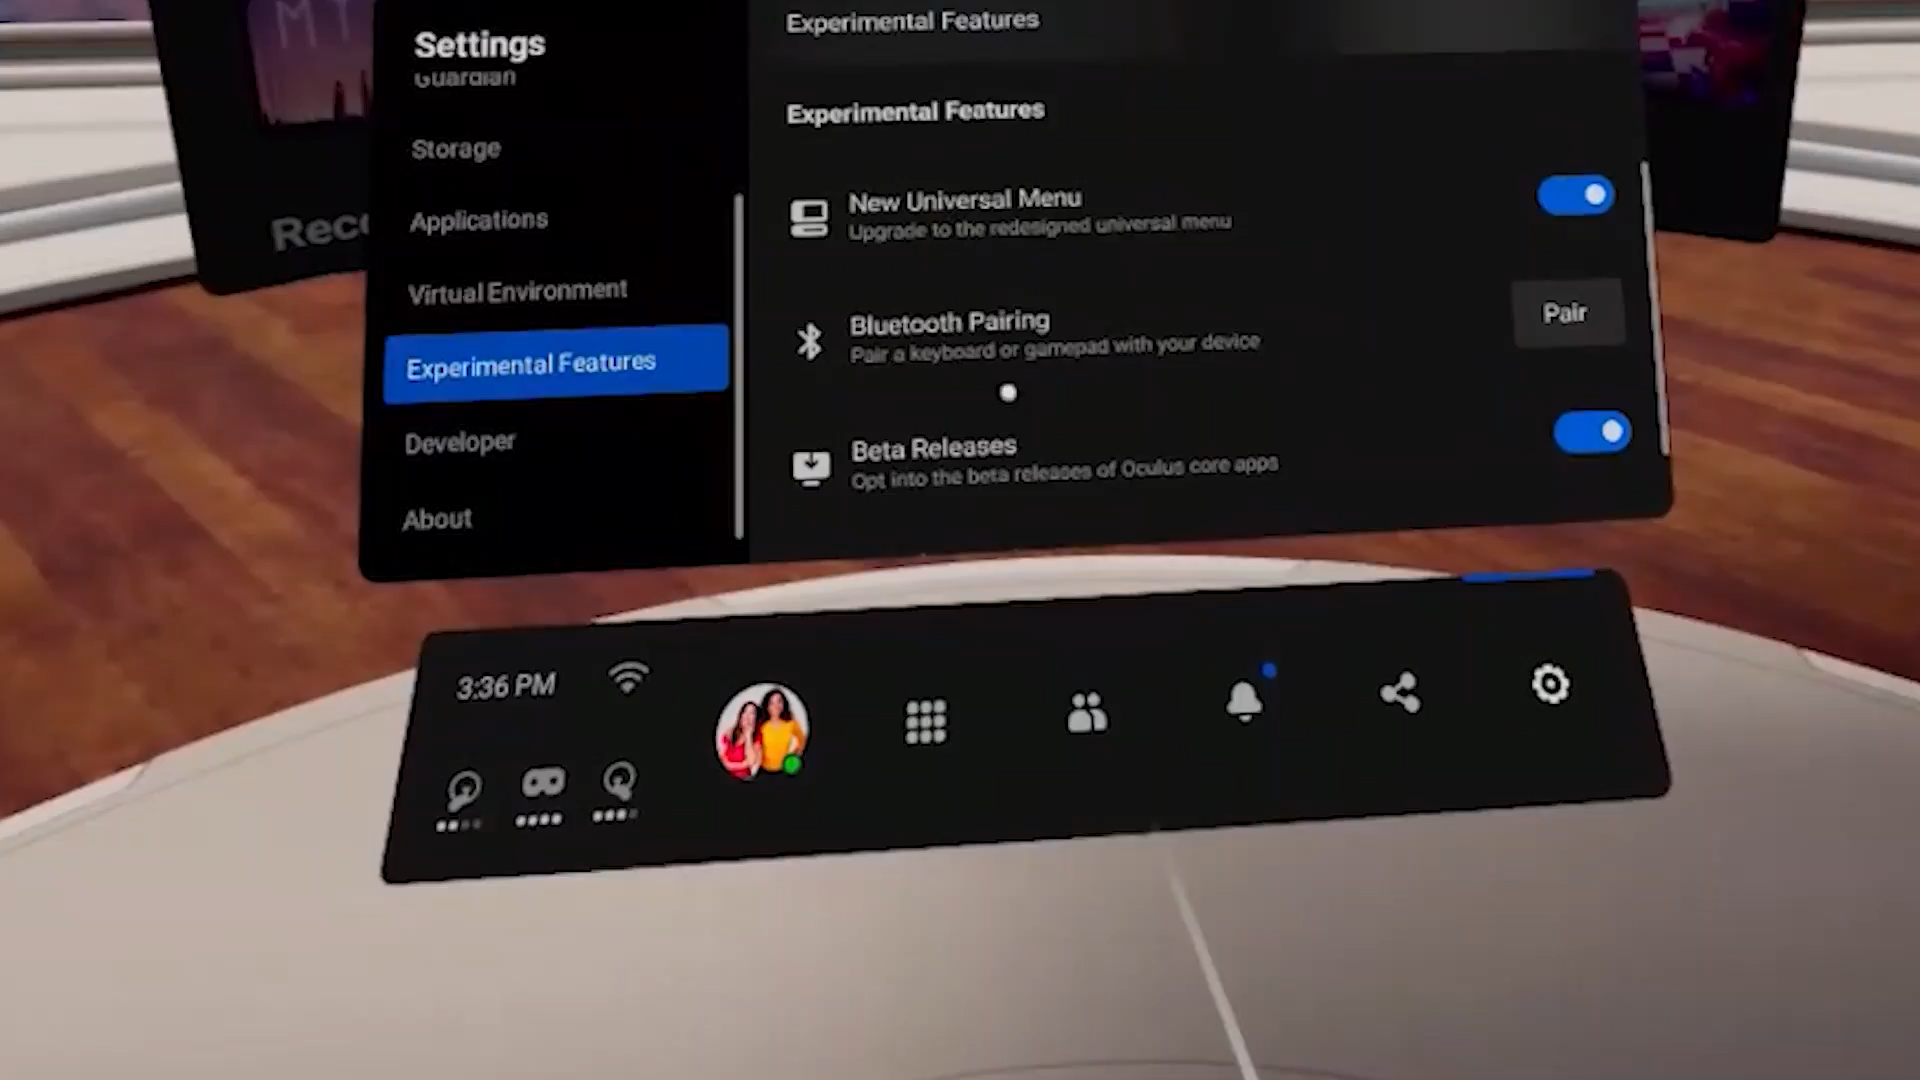 MY
Reco
Settings
Guardian
Storage
Applications
Virtual Environment
Experimental Features
Developer
About
Experimental Features
Experimental Features
New Universal Menu
Upgrade to the redesigned universal menu
Bluetooth Pairing
Pair a keyboard or gamepad with your device
Pair
Beta Releases
Opt into the beta releases of Oculus core apps
3:36 PM